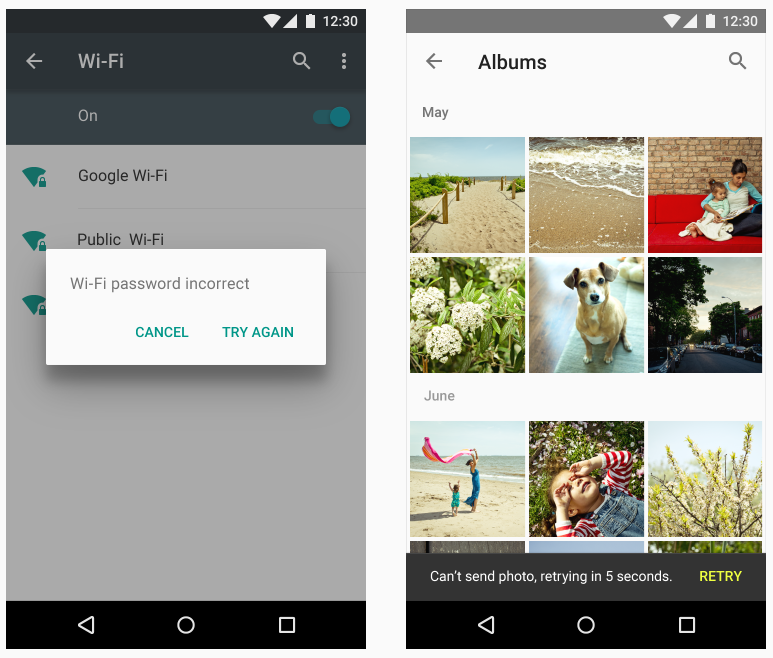 12:30
Wi-Fi
On
Google Wi-Fi
Public Wi-Fi
Wi-Fi password incorrect
CANCEL TRY AGAIN
12:30
Albums
May
June
Can't send photo, retrying in 5 seconds. RETRY